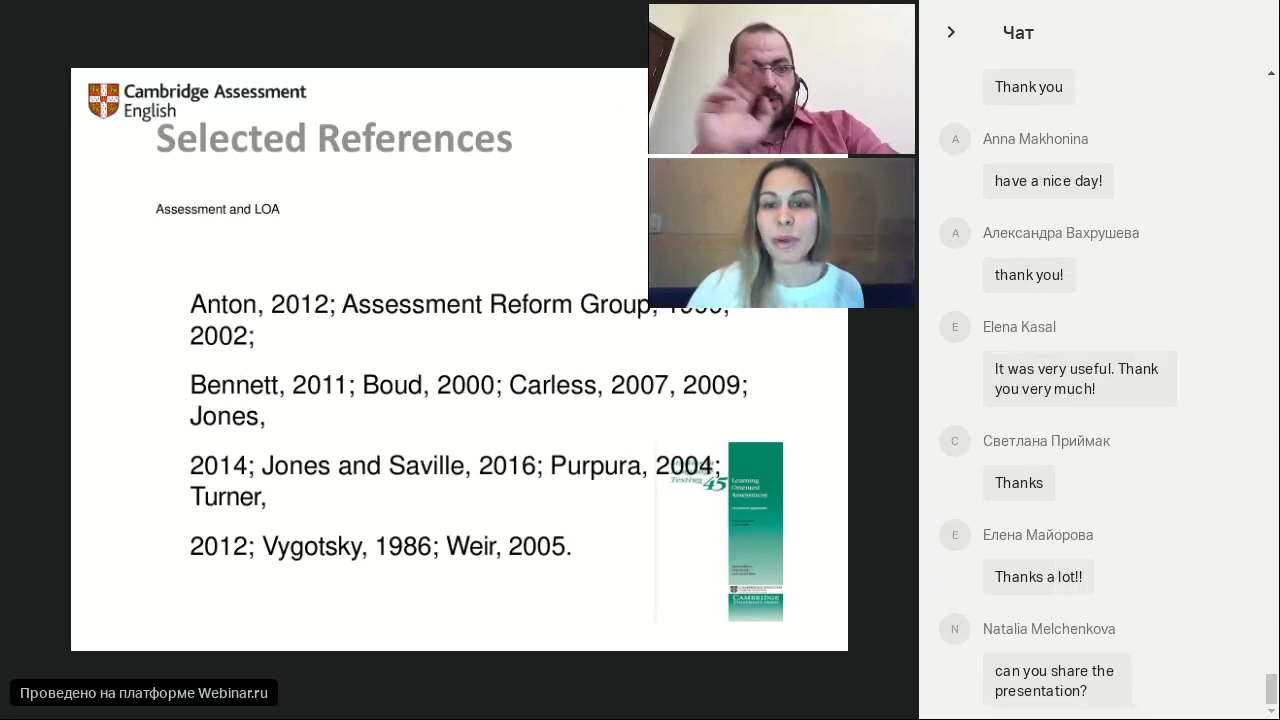 Cambridge Assessment
English
Selected References
Assessment and LOA
Anton, 2012; Assessment Reform Group, 1999,
2002;
Bennett, 2011; Boud, 2000; Carless, 2007, 2009;
Jones,
2014; Jones and Saville, 2016; Purpura, 2004;
Turner,
2012; Vygotsky, 1986; Weir, 2005.
Testing 45
Learning
Oriented
Assessment
CAMBRIDGE
Проведено на платформе Webinar.ru
Чат
Thank you
A
Anna Makhonina
have a nice day!
А
Александра Вахрушева
thank you!
E
Elena Kasal
It was very useful. Thank
you very much!
С
Светлана Приймак
Thanks
Е
Елена Майорова
Than a lot!!
N
Natalia Melchenkova
can you share the
presentation?